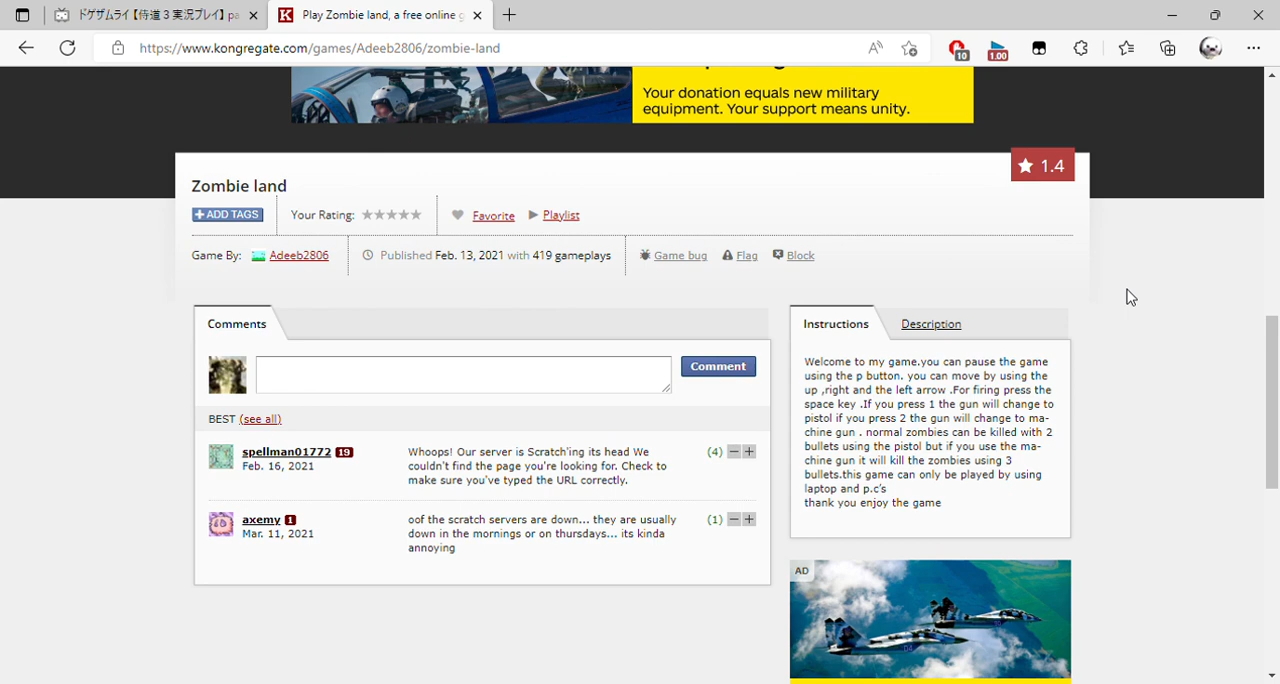 ドゲザムライ【侍道３実況プレイ】pa
Play Zombie land, a free online g
https://www.kongregate.com/games/Adeeb2806/zombie-land
10
1.00
Your donation equals new military
equipment. Your support means unity.
1.4
Zombie land
+ ADD TAGS
Your Rating:
Favorite
Playlist
Game By:
Adeeb2806
Published Feb. 13, 2021 with 419 gameplays
Game bug
Flag
Block
Comments
Comment
BEST (see all)
spellman01772 19
Feb. 16, 2021
Whoops! Our server is Scratch'ing its head We
couldn't find the page you're looking for. Check to
make sure you've typed the URL correctly.
(4)
axemy 1
Mar. 11, 2021
oof the scratch servers are down... they are usually
down in the mornings or on thursdays... its kinda
annoying
(1)
Instructions
Description
Welcome to my game.you can pause the game
using the p button. you can move by using the
up ,right and the left arrow .For firing press the
space key .If you press 1 the gun will change to
pistol if you press 2 the gun will change to ma-
chine gun . normal zombies can be killed with 2
bullets using the pistol but if you use the ma-
chine gun it will kill the zombies using 3
bullets.this game can only be played by using
laptop and p.c's
thank you enjoy the game
AD